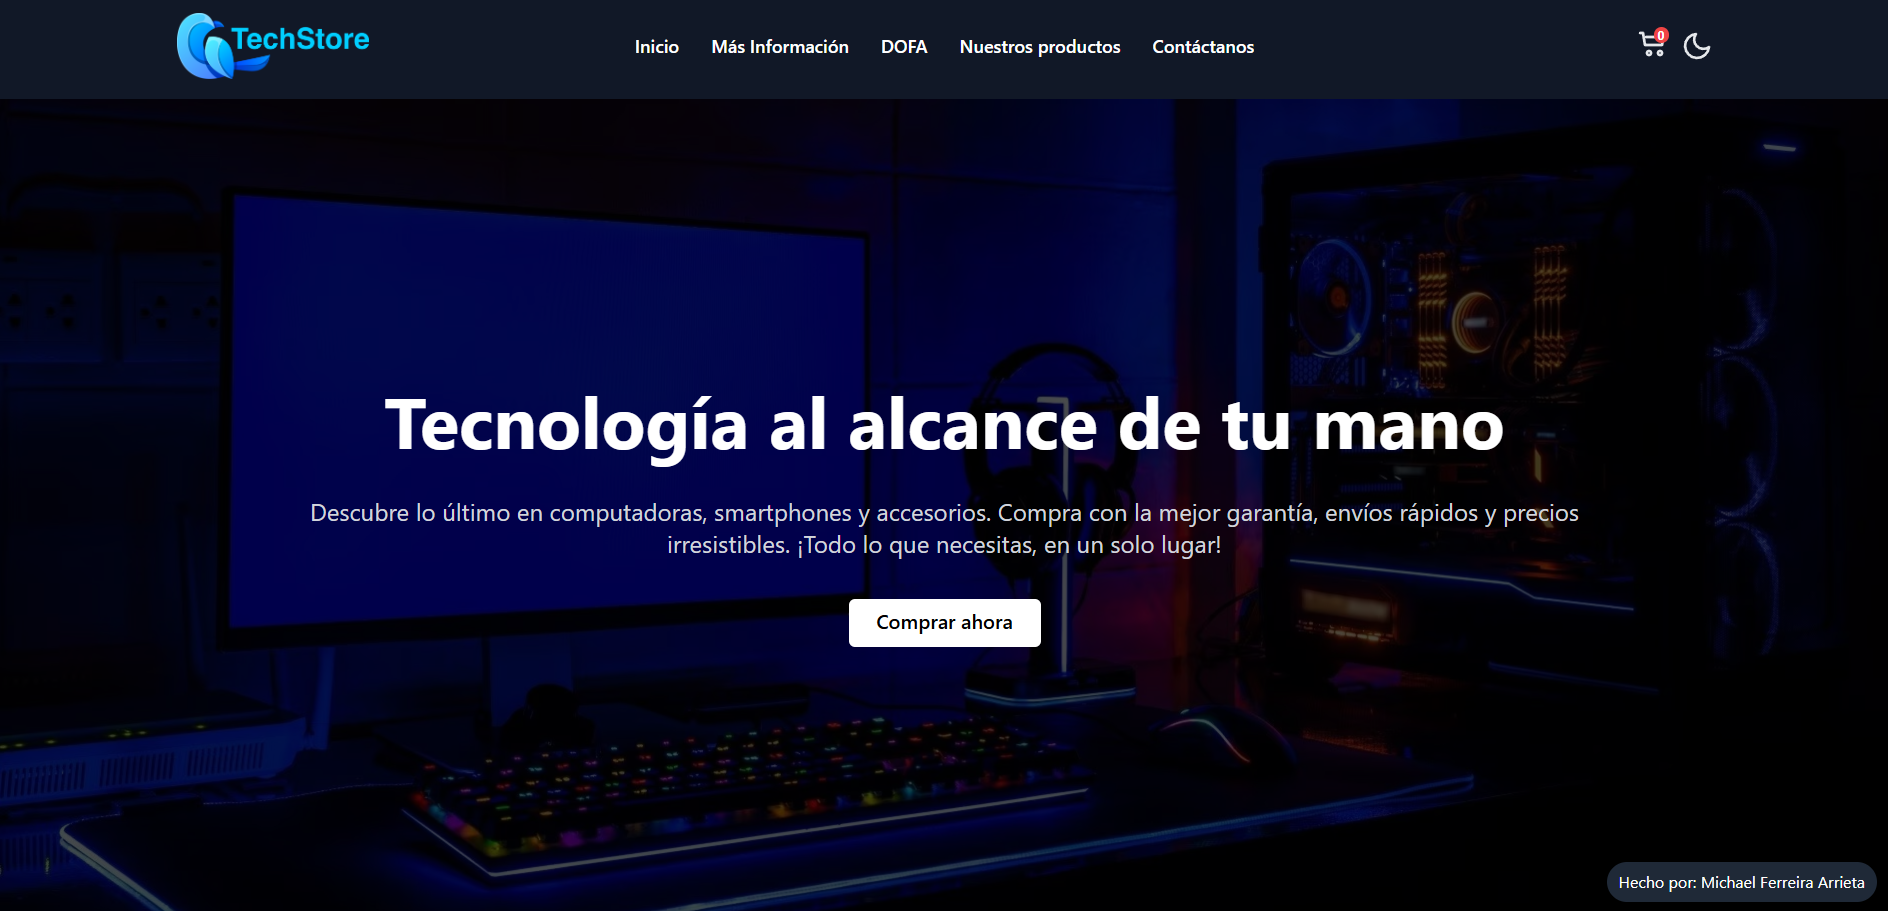 TechStore
Inicio
Más Información
DOFA
Nuestros productos
Contáctanos
0
Tecnología al alcance de tu mano
Descubre lo último en computadoras, smartphones y accesorios. Compra con la mejor garantía, envíos rápidos y precios
irresistibles. ¡Todo lo que necesitas, en un solo lugar!
Comprar ahora
Hecho por: Michael Ferreira Arrieta